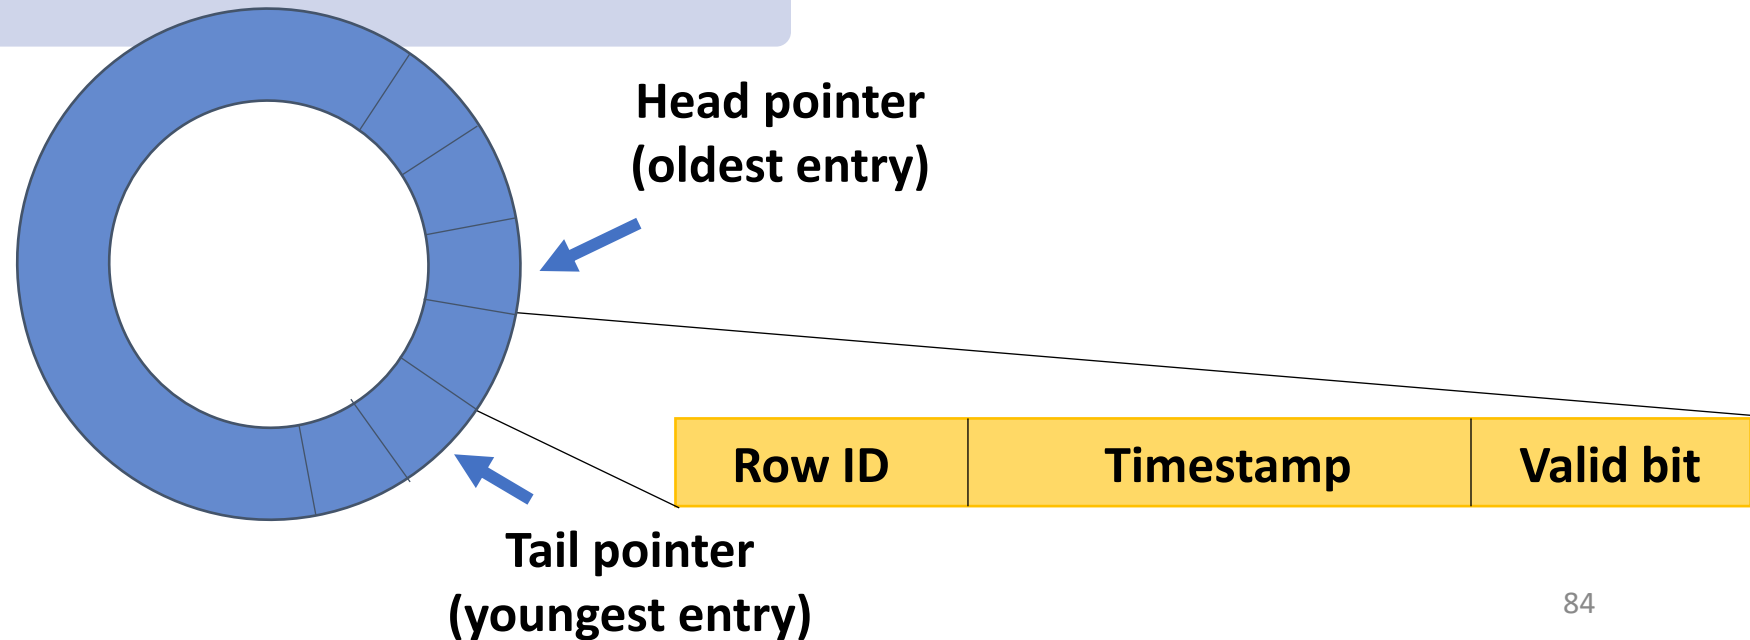 Head pointer
(oldest entry)
Row ID
Timestamp
Valid bit
Tail pointer
(youngest entry)
84